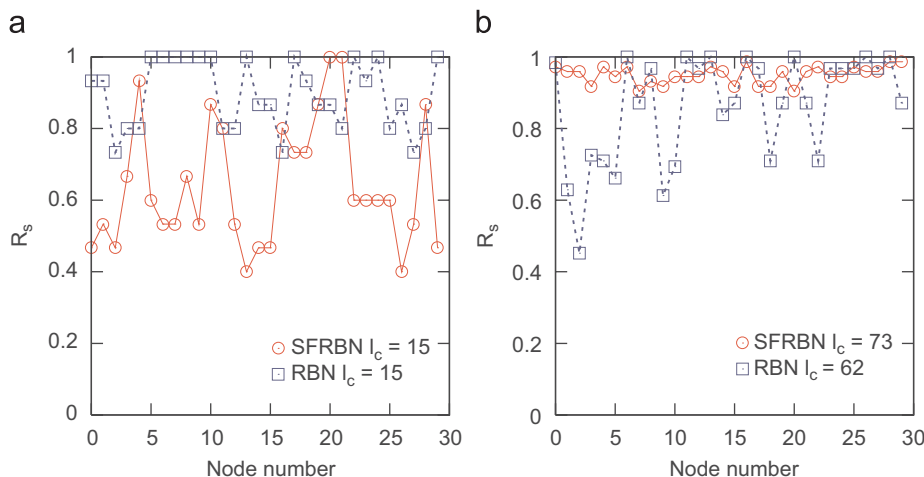 a
1
0.8
0.6
0.4
0.2
0
R_s
0 5 10 15 20 25 30
Node number
SFRBN l_c = 15
RBN l_c = 15
b
1
0.8
0.6
0.4
0.2
0
R_s
0 5 10 15 20 25 30
Node number
SFRBN l_c = 73
RBN l_c = 62